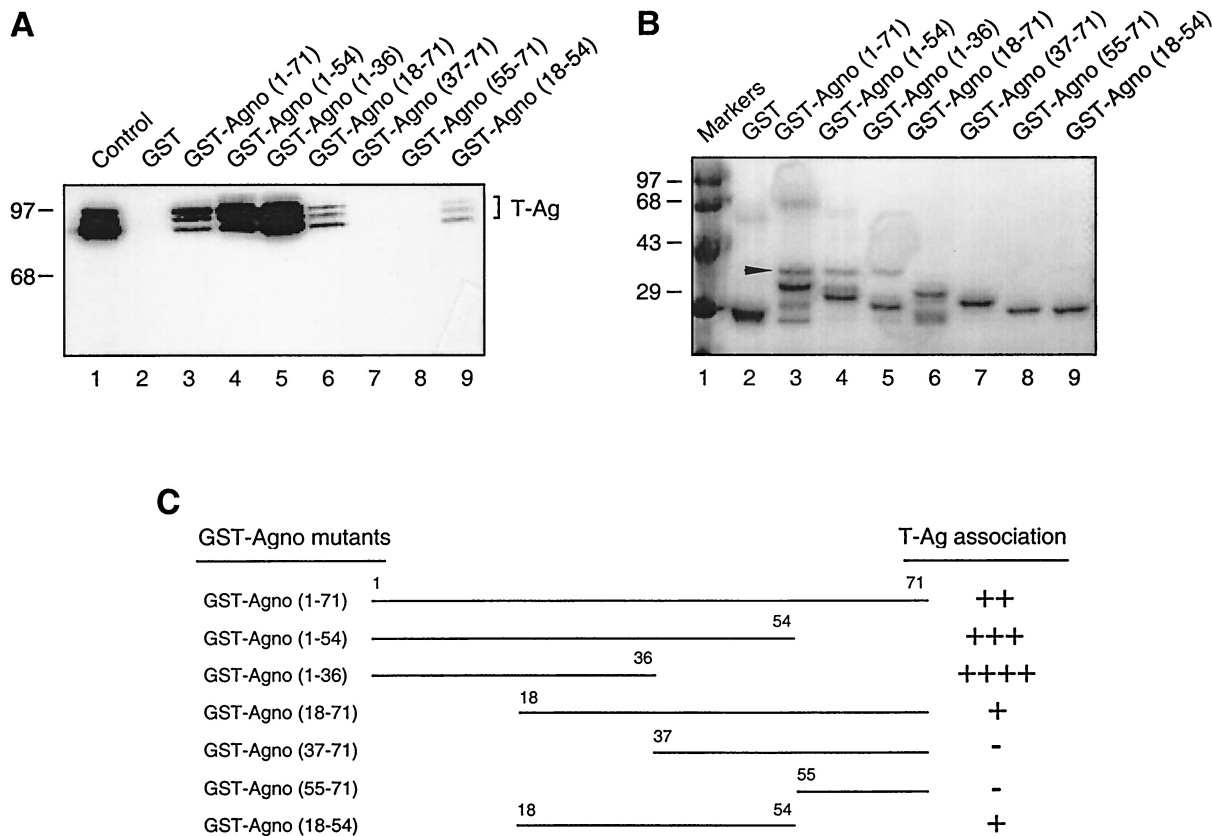 A
Control
GST
GST-Agno (1-71)
GST-Agno (1-54)
GST-Agno (1-36)
GST-Agno (18-71)
GST-Agno (37-71)
GST-Agno (55-71)
GST-Agno (18-54)
97
68
T-Ag
1 2 3 4 5 6 7 8 9
B
Markers
GST
GST-Agno (1-71)
GST-Agno (1-54)
GST-Agno (1-36)
GST-Agno (18-71)
GST-Agno (37-71)
GST-Agno (55-71)
GST-Agno (18-54)
97
68
43
29
1 2 3 4 5 6 7 8 9
C
GST-Agno mutants T-Ag association
1 71
GST-Agno (1-71) ++
54
GST-Agno (1-54) +++
36
GST-Agno (1-36) ++++
18
GST-Agno (18-71) +
37
GST-Agno (37-71) -
55
GST-Agno (55-71) -
18 54
GST-Agno (18-54) +